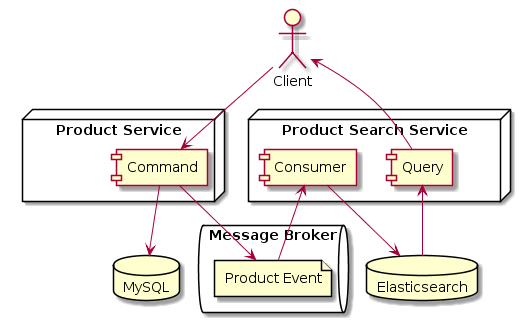 Client
Product Service
Product Search Service
Command
Consumer
Query
Message Broker
Product Event
MySQL
Elasticsearch